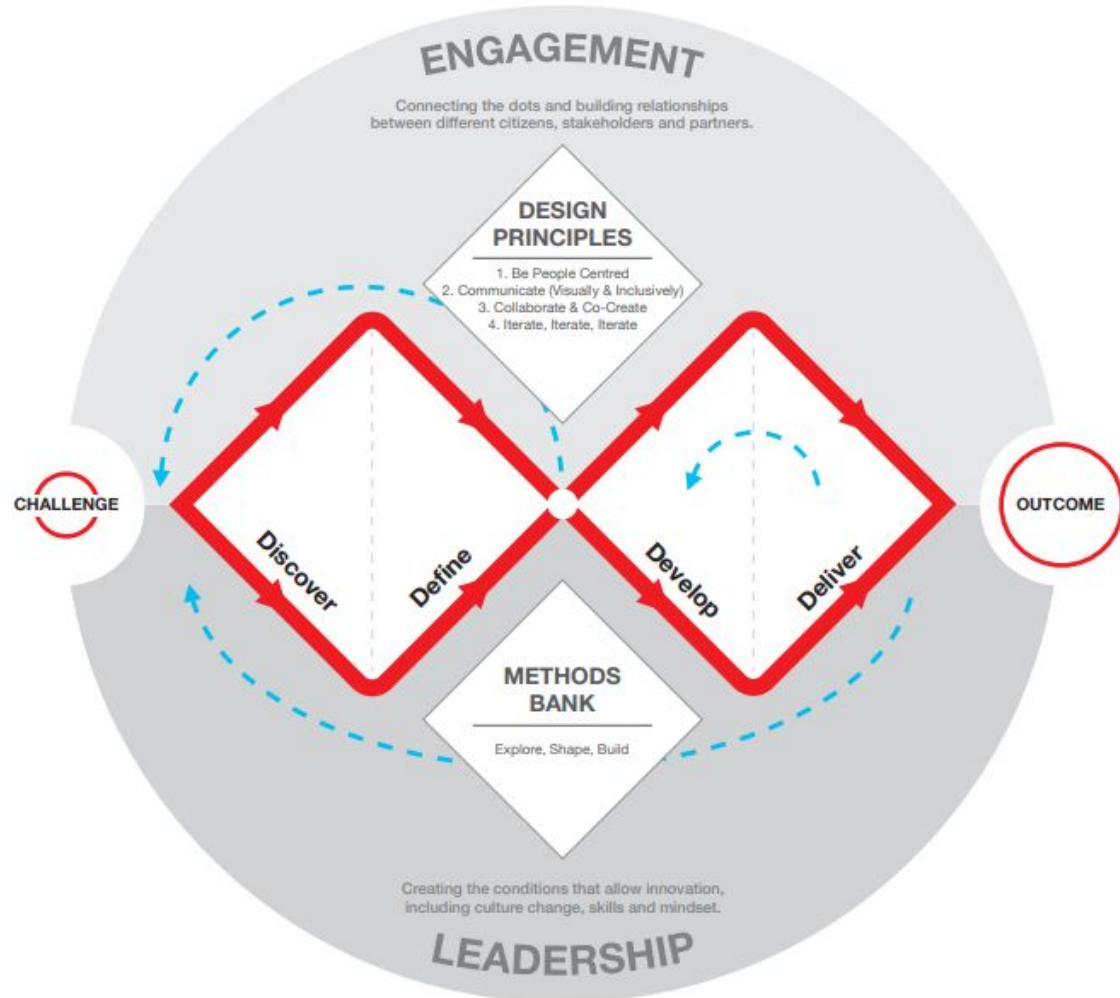 ENGAGEMENT
Connecting the dots and building relationships
between different citizens, stakeholders and partners.
DESIGN
PRINCIPLES
1. Be People Centred
2. Communicate (Visually & Inclusively)
3. Collaborate & Co-Create
4. Iterate, Iterate, Iterate
CHALLENGE
Discover
Define
Develop
Deliver
OUTCOME
METHODS
BANK
Explore, Shape, Build
Creating the conditions that allow innovation,
including culture change, skills and mindset.
LEADERSHIP